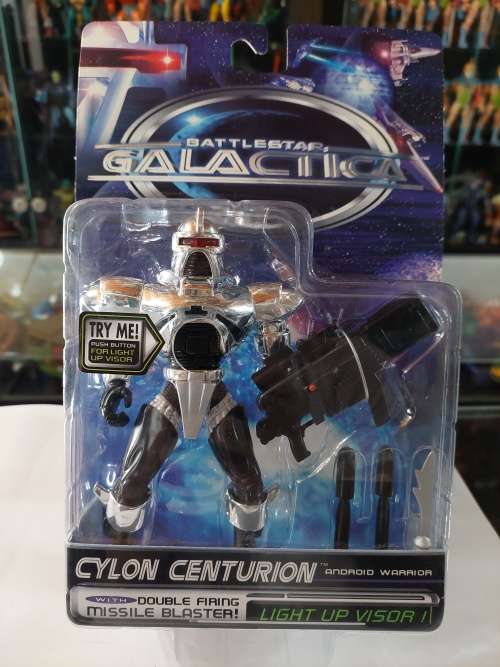 BATTLESTAR
GALACTICA
TRY ME!
PUSH BUTTON
FOR LIGHT
UP VISOR
CYLON CENTURION™ ANDROID WARRIOR
WITH DOUBLE FIRING
MISSILE BLASTER!
LIGHT UP VISOR!